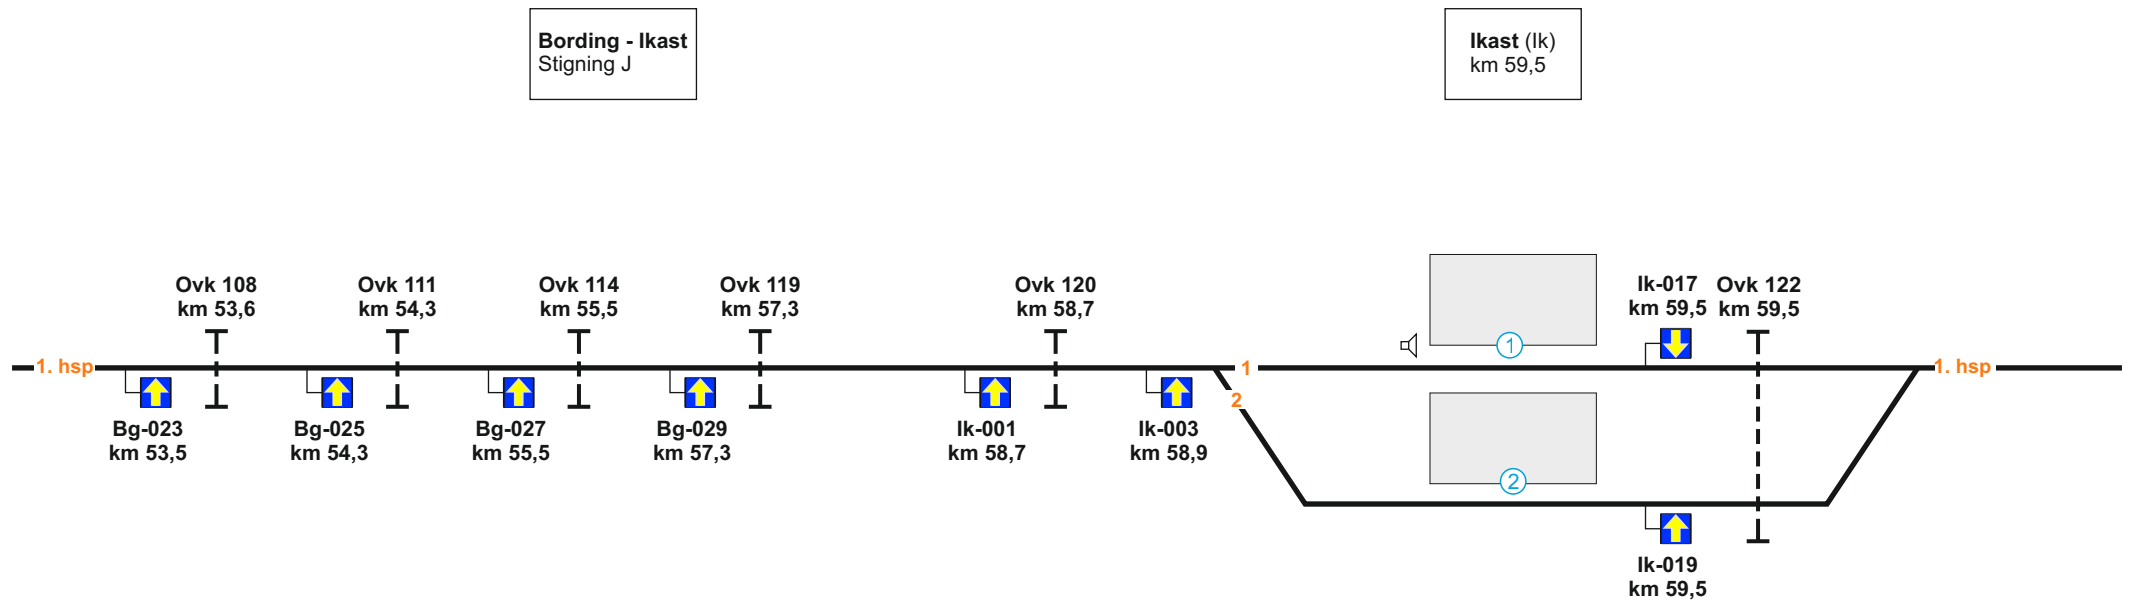 Bording - Ikast
Stigning J
Ikast (Ik)
km 59,5
Ovk 108
km 53,6
Ovk 111
km 54,3
Ovk 114
km 55,5
Ovk 119
km 57,3
Ovk 120
km 58,7
Ik-017
km 59,5
Ovk 122
km 59,5
1
1. hsp
1
1. hsp
2
Bg-023
km 53,5
Bg-025
km 54,3
Bg-027
km 55,5
Bg-029
km 57,3
Ik-001
km 58,7
Ik-003
km 58,9
2
Ik-019
km 59,5